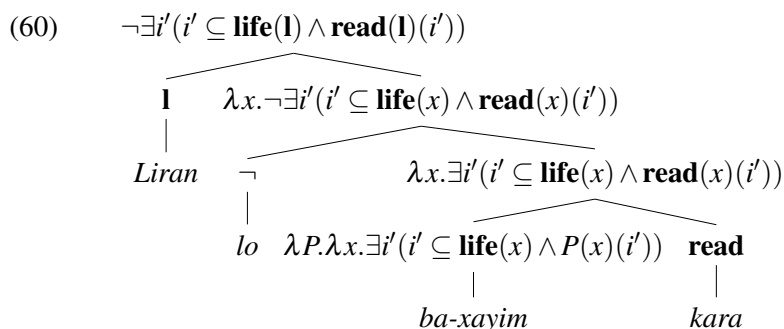 (60) ¬∃i′(i′ ⊆ life(l) ∧ read(l)(i′))
l λx.¬∃i′(i′ ⊆ life(x) ∧ read(x)(i′))
Liran ¬ λx.∃i′(i′ ⊆ life(x) ∧ read(x)(i′))
lo λP.λx.∃i′(i′ ⊆ life(x) ∧ P(x)(i′)) read
ba-xayim kara